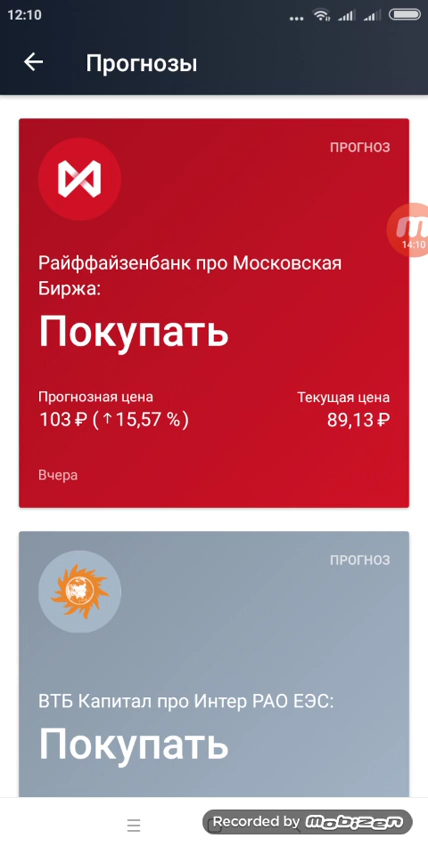 12:10
Прогнозы
ПРОГНОЗ
14:10
Райффайзенбанк про Московская
Биржа:
Покупать
Прогнозная цена
Текущая цена
103 ₽ (↑15,57 %)
89,13 ₽
Вчера
ПРОГНОЗ
ВТБ Капитал про Интер РАО ЕЭС:
Покупать
Recorded by mobizen